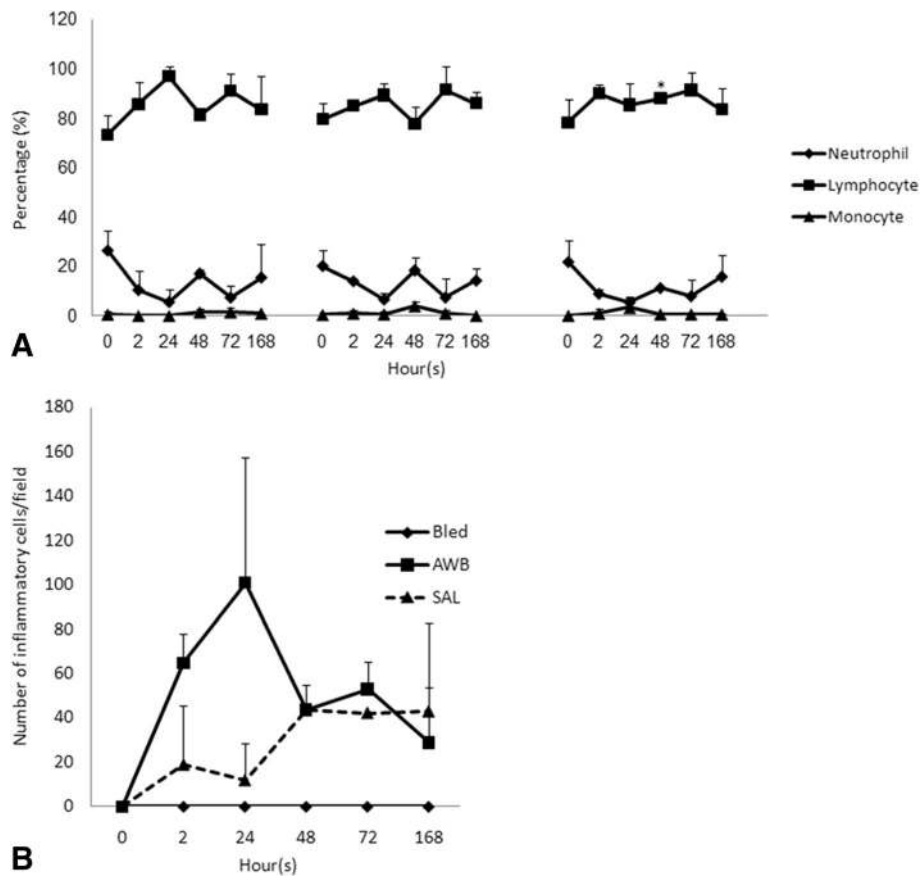 120
100
80
60
40
20
0
Percentage (%)
*
0 2 24 48 72 168 0 2 24 48 72 168 0 2 24 48 72 168
Hour(s)
Neutrophil
Lymphocyte
Monocyte
A
180
160
140
120
100
80
60
40
20
0
Number of inflammatory cells/field
Bled
AWB
SAL
0 2 24 48 72 168
Hour(s)
B